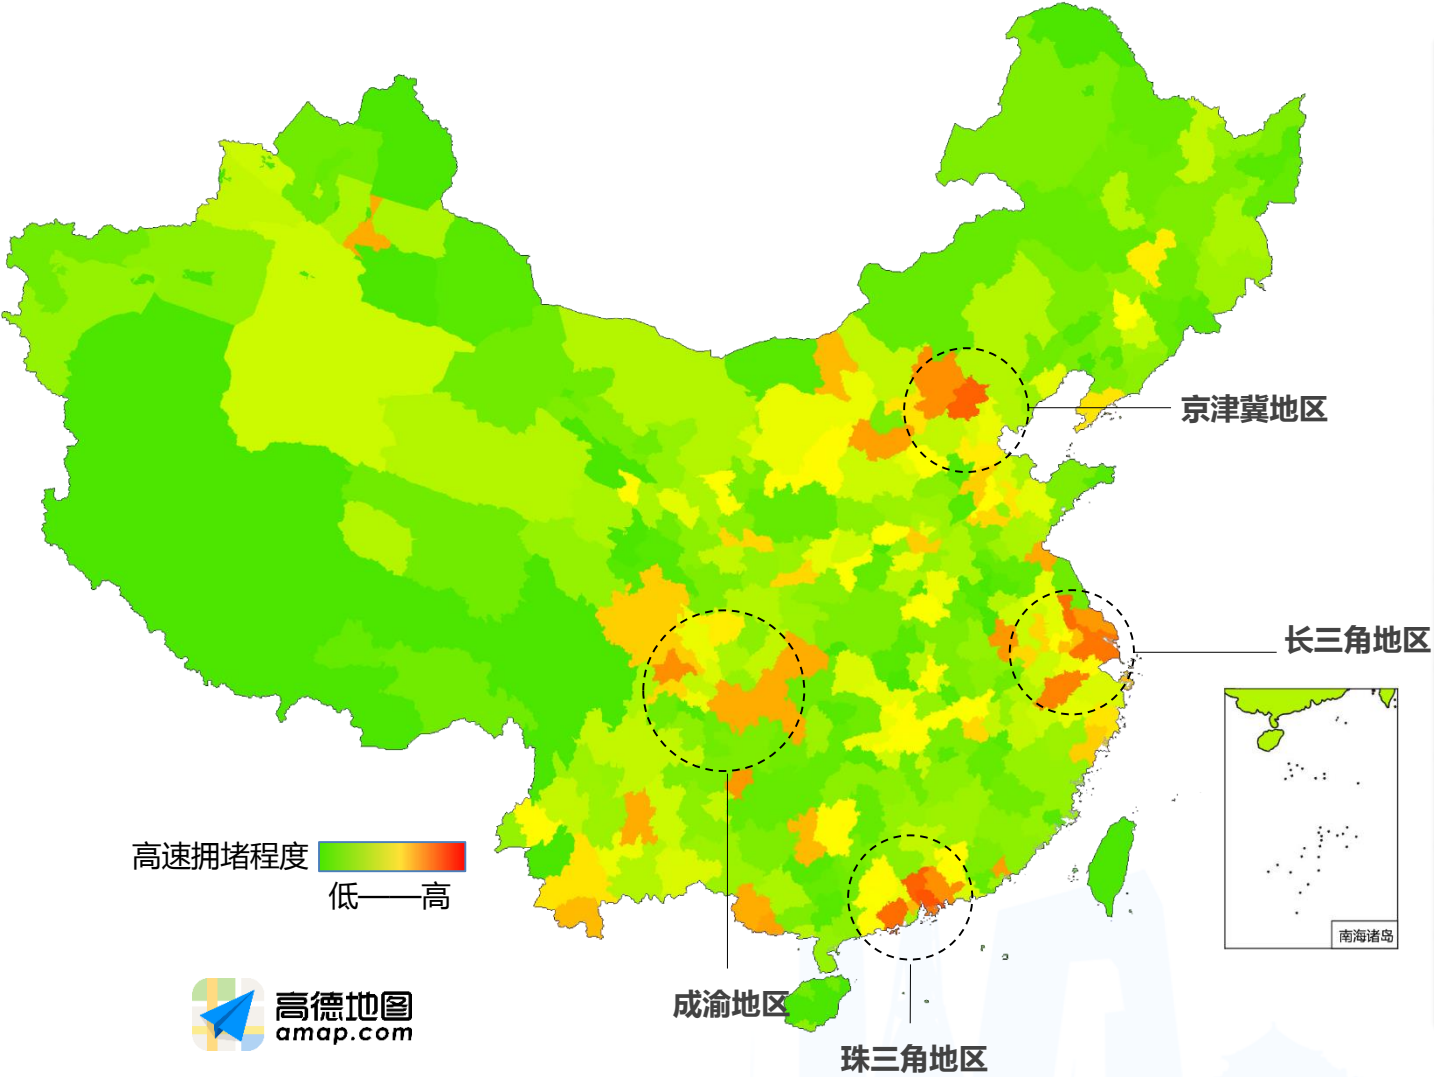 京津冀地区
长三角地区
高速拥堵程度
低——高
南海诸岛
高德地图
amap.com
成渝地区
珠三角地区